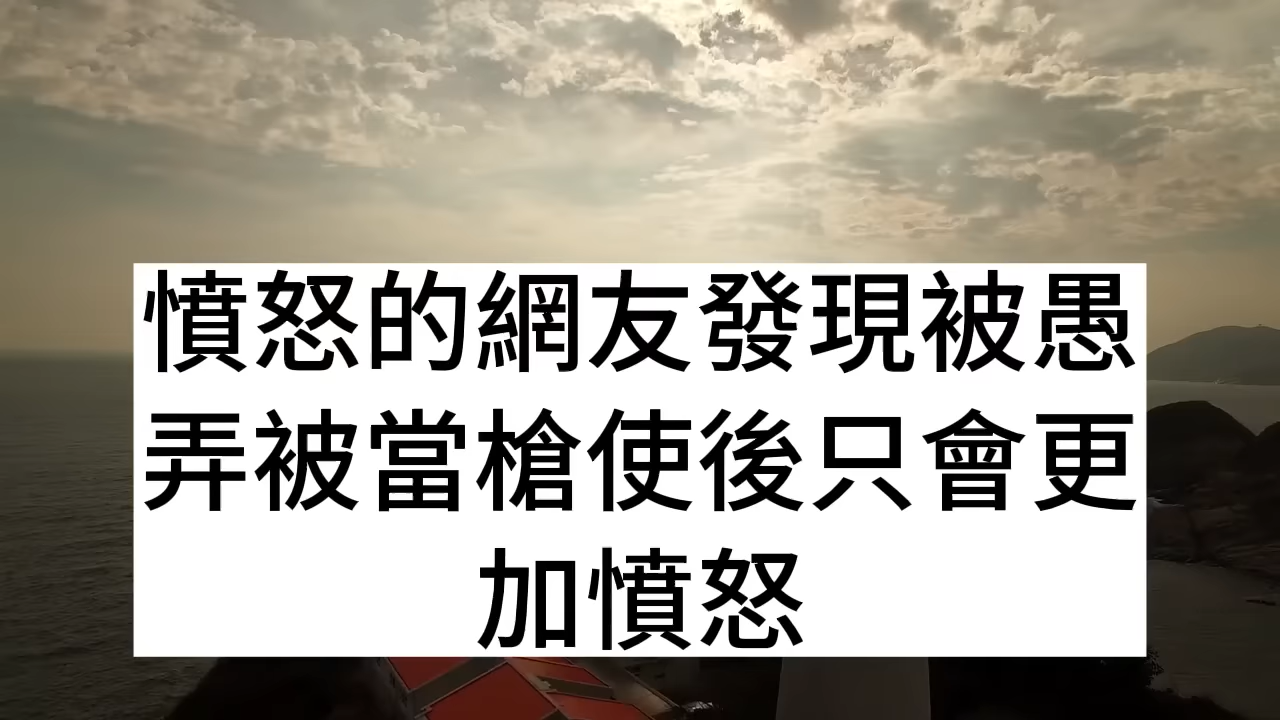 憤怒的網友發現被愚
弄被當槍使後只會更
加憤怒